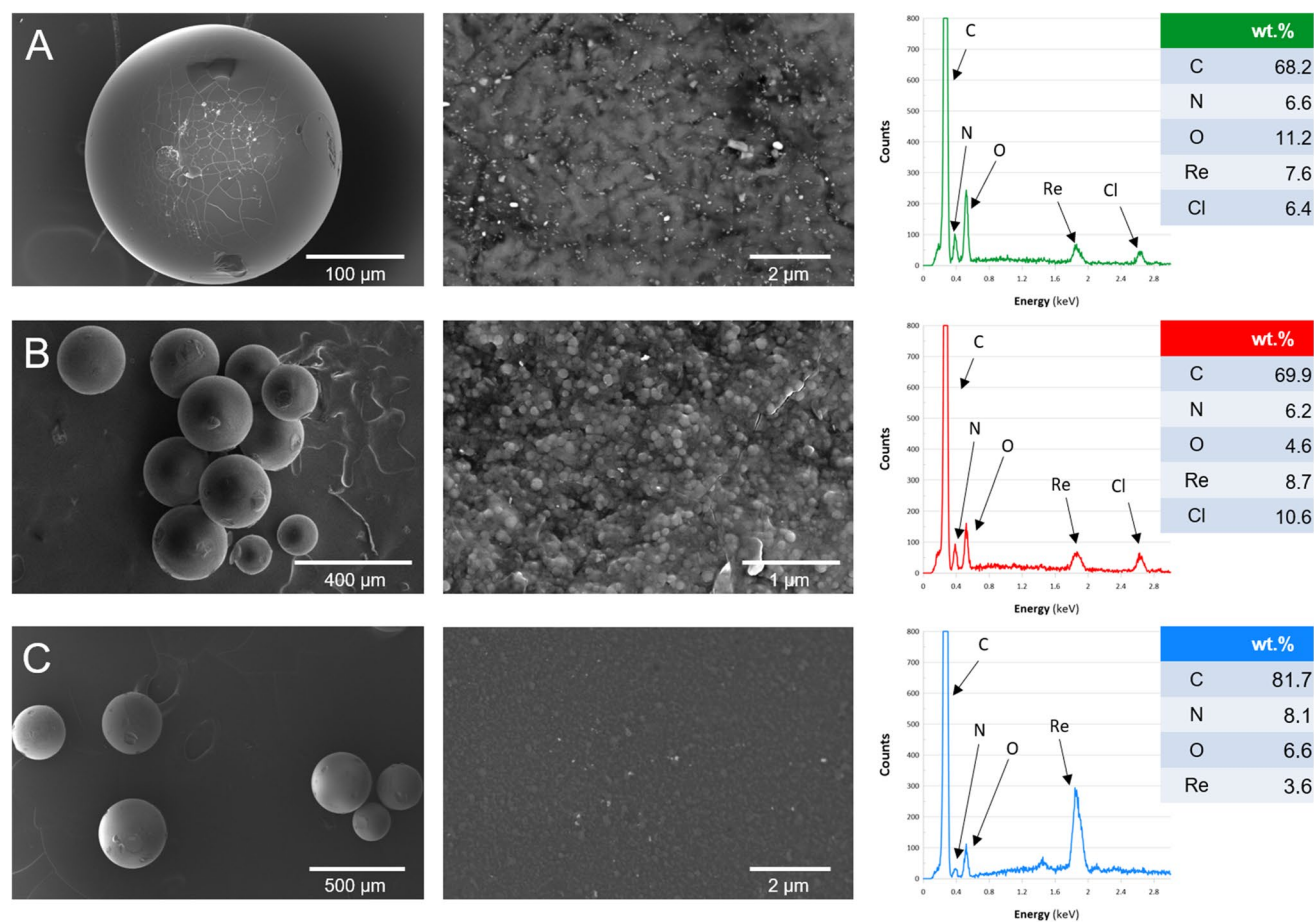 A
100 µm
2 µm
800
700
600
500
400
300
200
100
0
Counts
C
N
O
Re
Cl
0 0.4 0.8 1.2 1.6 2 2.4 2.8
Energy (keV)
wt.%
C 68.2
N 6.6
O 11.2
Re 7.6
Cl 6.4
B
400 µm
1 µm
800
700
600
500
400
300
200
100
0
Counts
C
N
O
Re
Cl
0 0.4 0.8 1.2 1.6 2 2.4 2.8
Energy (keV)
wt.%
C 69.9
N 6.2
O 4.6
Re 8.7
Cl 10.6
C
500 µm
2 µm
800
700
600
500
400
300
200
100
0
Counts
C
N
O
Re
0 0.4 0.8 1.2 1.6 2 2.4 2.8
Energy (keV)
wt.%
C 81.7
N 8.1
O 6.6
Re 3.6